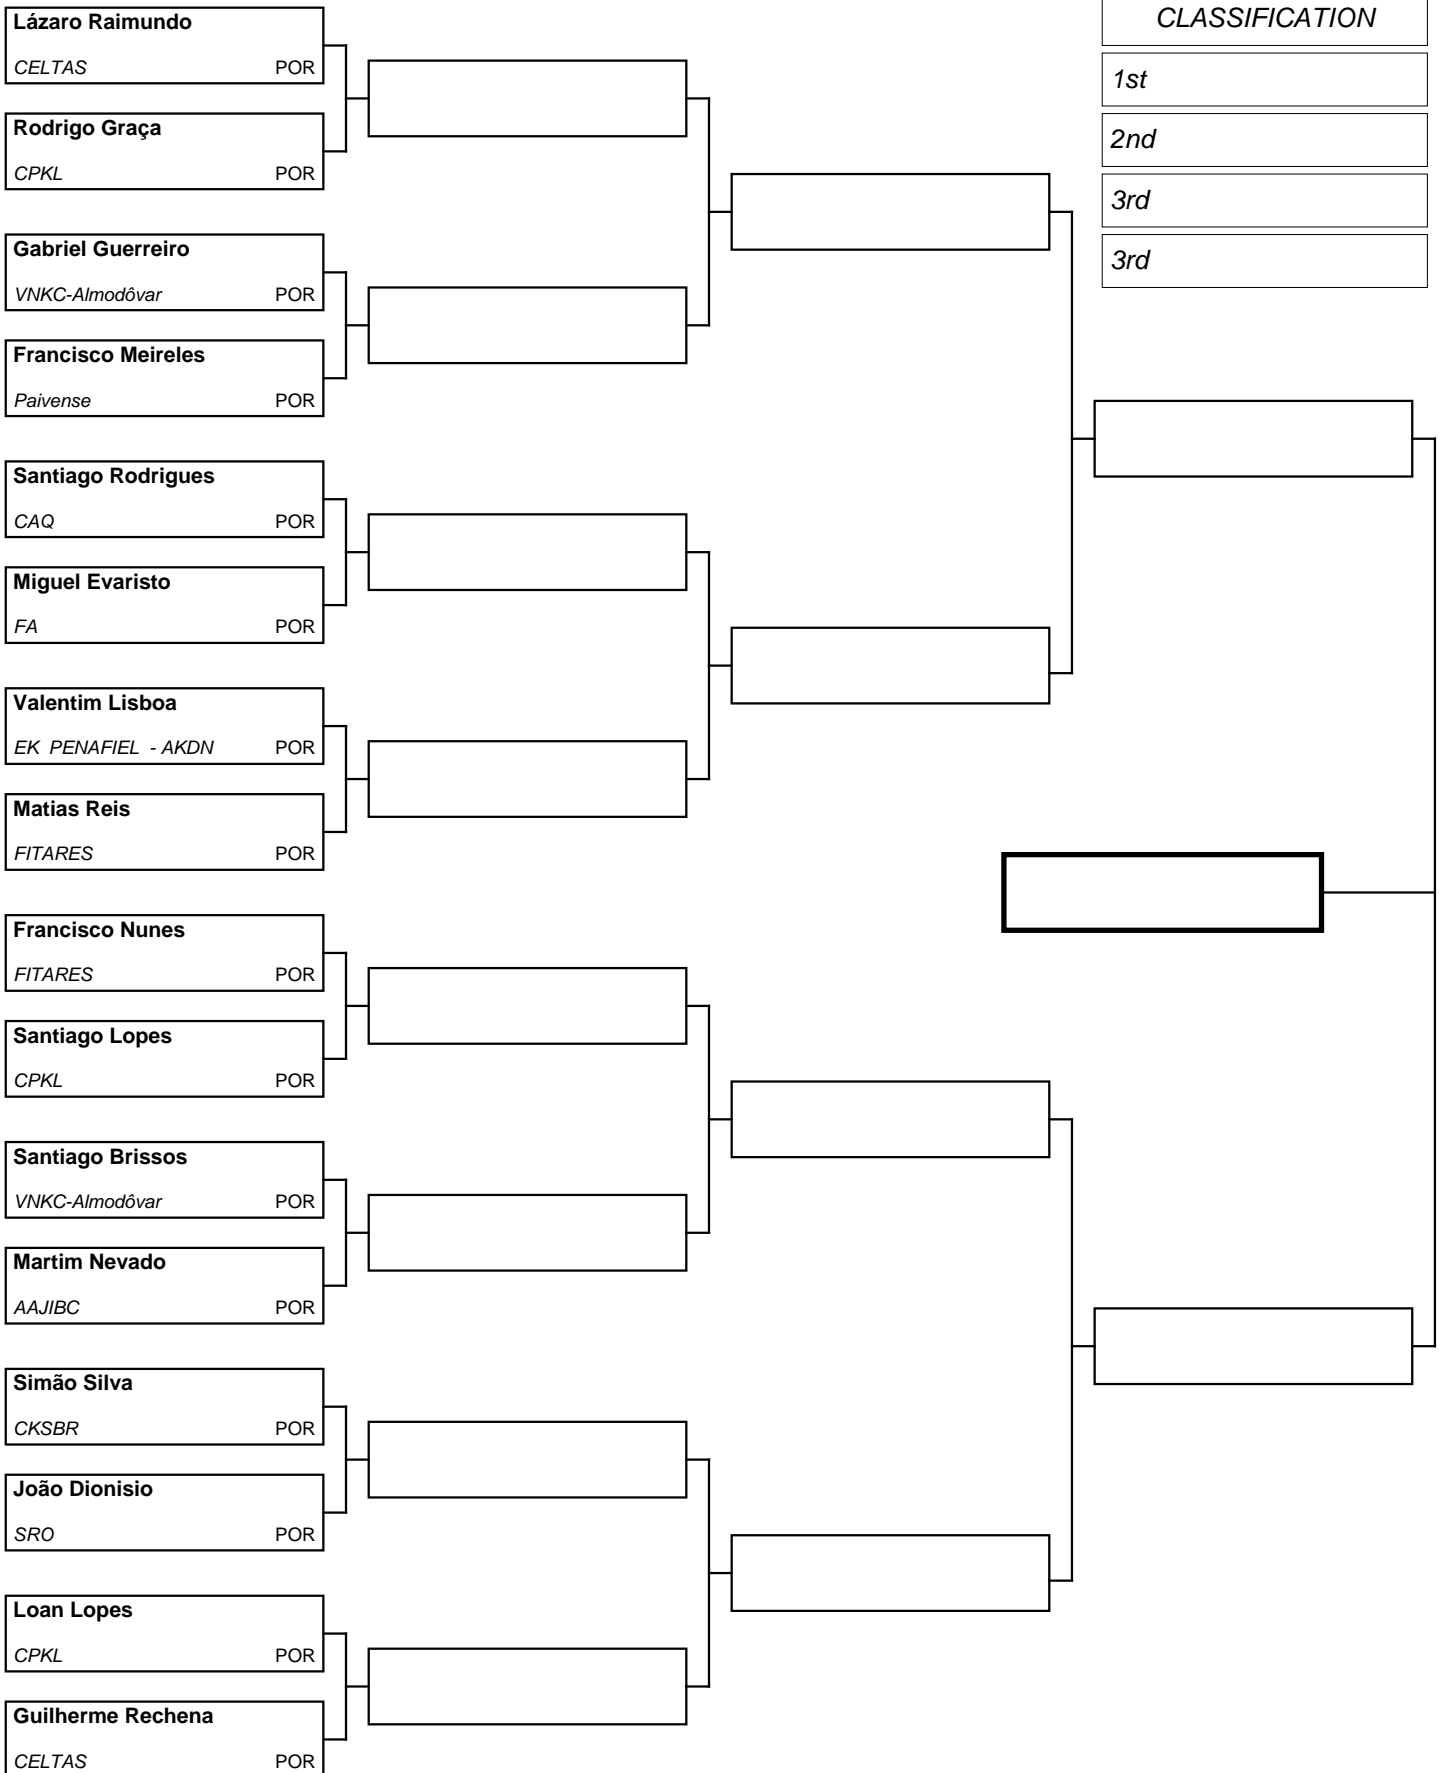 Lázaro Raimundo
CELTAS POR
Rodrigo Graça
CPKL POR
Gabriel Guerreiro
VNKC-Almodôvar POR
Francisco Meireles
Paivense POR
Santiago Rodrigues
CAQ POR
Miguel Evaristo
FA POR
Valentim Lisboa
EK PENAFIEL - AKDN POR
Matias Reis
FITARES POR
Francisco Nunes
FITARES POR
Santiago Lopes
CPKL POR
Santiago Brissos
VNKC-Almodôvar POR
Martim Nevado
AAJIBC POR
Simão Silva
CKSBR POR
João Dionisio
SRO POR
Loan Lopes
CPKL POR
Guilherme Rechena
CELTAS POR
CLASSIFICATION
1st
2nd
3rd
3rd